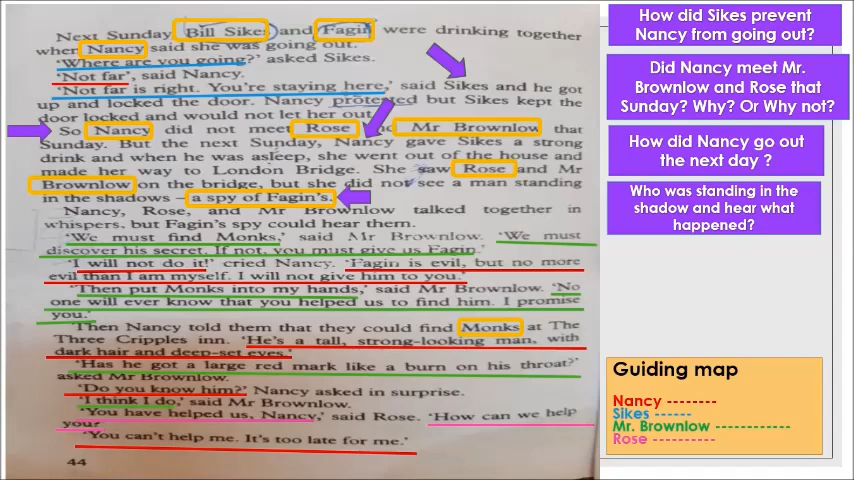 Next Sunday Bill Sikes and Fagin were drinking together
when Nancy said she was going out.
'Where are you going?' asked Sikes.
'Not far', said Nancy.
'Not far is right. You're staying here,' said Sikes and he got
up and locked the door. Nancy protested but Sikes kept the
door locked and would not let her out.
So Nancy did not meet Rose Mr Brownlow that
Sunday. But the next Sunday, Nancy gave Sikes a strong
drink and when he was asleep, she went out of the house and
made her way to London Bridge. She saw Rose and Mr
Brownlow on the bridge, but she did not see a man standing
in the shadows – a spy of Fagin's.
Nancy, Rose, and Mr Brownlow talked together in
whispers, but Fagin's spy could hear them.
'We must find Monks,' said Mr Brownlow. 'We must
discover his secret. If not, you must give us Fagin.'
'I will not do it!' cried Nancy. 'Fagin is evil, but no more
evil than I am myself. I will not give him to you.'
'Then put Monks into my hands,' said Mr Brownlow. 'No
one will ever know that you helped us to find him. I promise
you.'
Then Nancy told them that they could find Monks at The
Three Cripples inn. 'He's a tall, strong-looking man, with
dark hair and deep-set eyes.'
'Has he got a large red mark like a burn on his throat?'
asked Mr Brownlow.
'Do you know him?' Nancy asked in surprise.
'I think I do,' said Mr Brownlow.
'You have helped us, Nancy,' said Rose. 'How can we help
you?'
'You can't help me. It's too late for me.'
44
How did Sikes prevent
Nancy from going out?
Did Nancy meet Mr.
Brownlow and Rose that
Sunday? Why? Or Why not?
How did Nancy go out
the next day ?
Who was standing in the
shadow and hear what
happened?
Guiding map
Nancy --------
Sikes ------
Mr. Brownlow ------------
Rose ----------